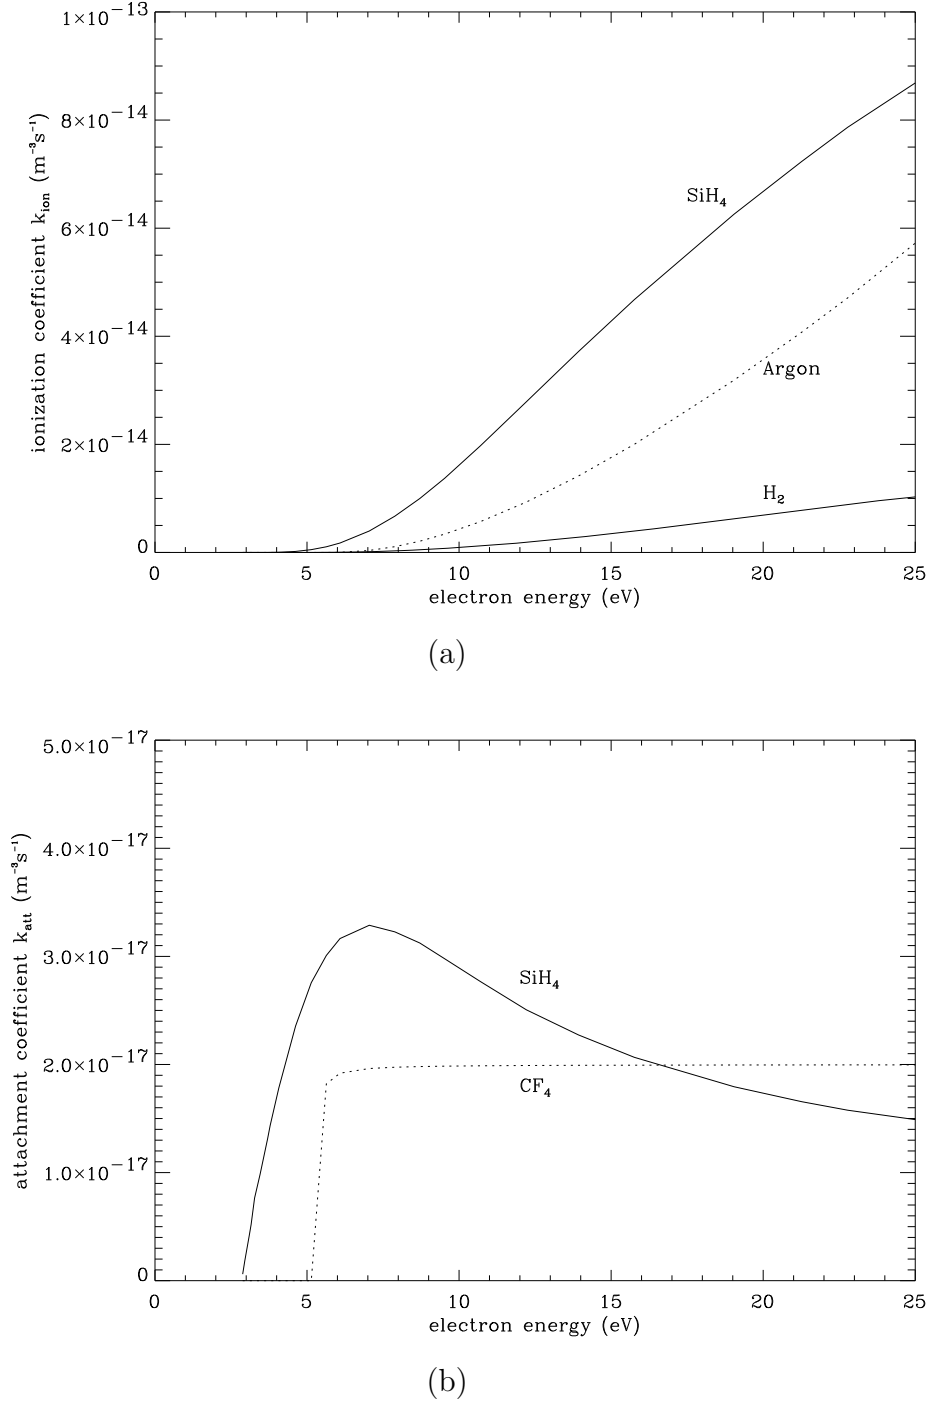 1×10⁻¹³
8×10⁻¹⁴
6×10⁻¹⁴
4×10⁻¹⁴
2×10⁻¹⁴
0
ionization coefficient k_ion (m⁻³s⁻¹)
SiH₄
Argon
H₂
0 5 10 15 20 25
electron energy (eV)
(a)
5.0×10⁻¹⁷
4.0×10⁻¹⁷
3.0×10⁻¹⁷
2.0×10⁻¹⁷
1.0×10⁻¹⁷
0
attachment coefficient k_att (m⁻³s⁻¹)
SiH₄
CF₄
0 5 10 15 20 25
electron energy (eV)
(b)